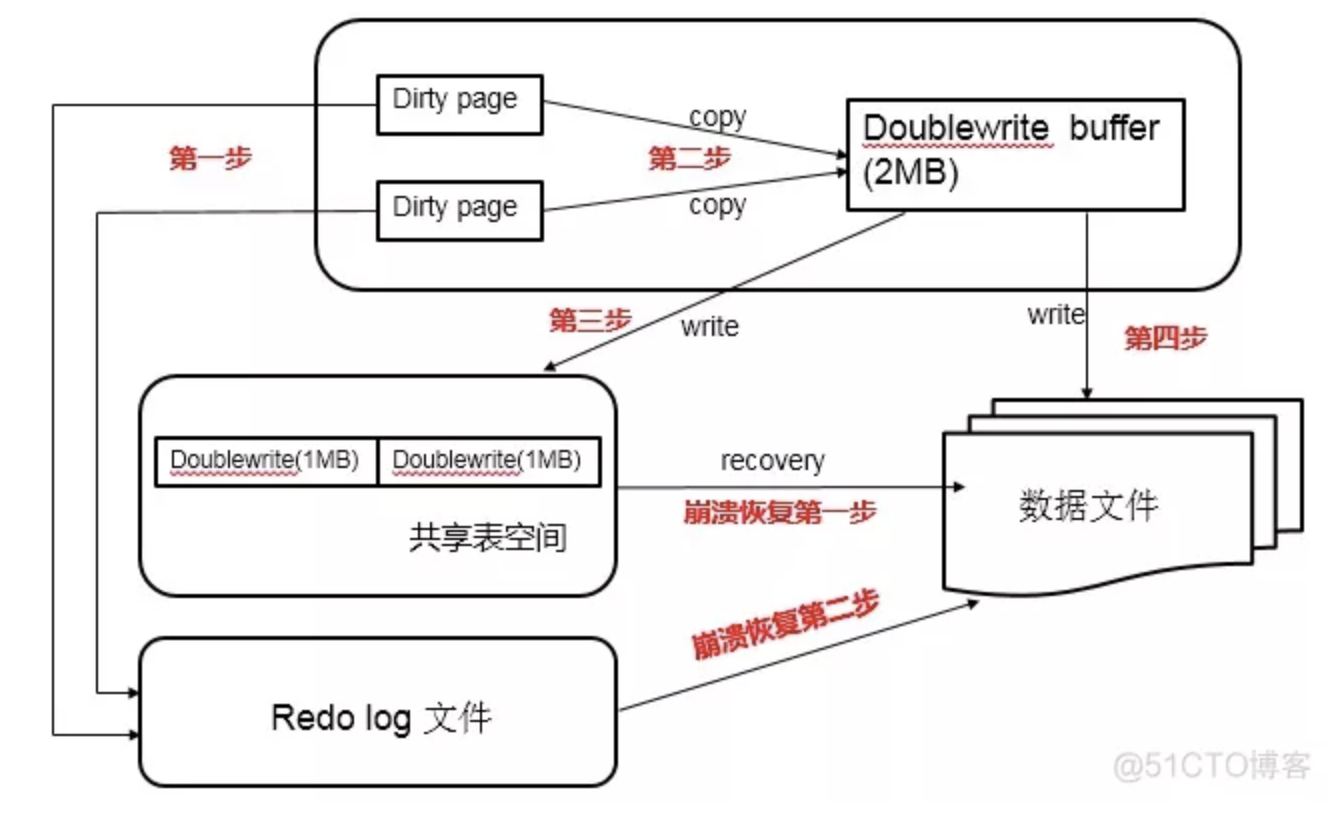 Dirty page
copy
Doublewrite buffer
(2MB)
第一步
第二步
Dirty page
copy
第三步
write
write
第四步
Doublewrite(1MB)
Doublewrite(1MB)
recovery
崩溃恢复第一步
数据文件
共享表空间
崩溃恢复第二步
Redo log 文件
@51CTO博客